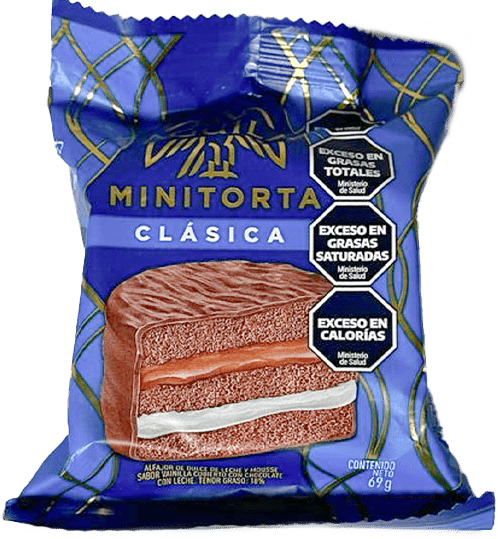 EXCESO EN
GRASAS
TOTALES
Ministerio
de Salud
MINITORTA
CLÁSICA
EXCESO EN
GRASAS
SATURADAS
Ministerio
de Salud
EXCESO EN
CALORÍAS
Ministerio
de Salud
ALFAJOR DE DULCE DE LECHE Y MOUSSE
SABOR VAINILLA CUBIERTO CON CHOCOLATE
CON LECHE. TENOR GRASO: 18%
CONTENIDO
NETO
69 g